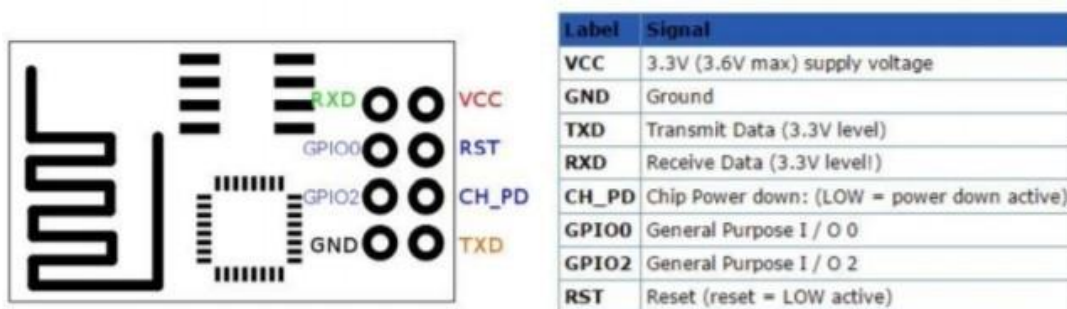 RXD VCC
GPIO0 RST
GPIO2 CH_PD
GND TXD
Label Signal
VCC 3.3V (3.6V max) supply voltage
GND Ground
TXD Transmit Data (3.3V level)
RXD Receive Data (3.3V level!)
CH_PD Chip Power down: (LOW = power down active)
GPIO0 General Purpose I / O 0
GPIO2 General Purpose I / O 2
RST Reset (reset = LOW active)